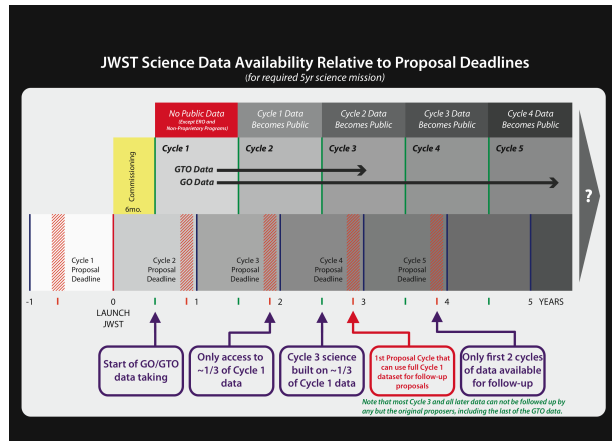 JWST Science Data Availability Relative to Proposal Deadlines
(for required 5yr science mission)
No Public Data
(Except ERO and
Non-Proprietary Programs)
Cycle 1 Data
Becomes Public
Cycle 2 Data
Becomes Public
Cycle 3 Data
Becomes Public
Cycle 4 Data
Becomes Public
Commissioning
6mo.
Cycle 1
Cycle 2
Cycle 3
Cycle 4
Cycle 5
GTO Data
GO Data
?
Cycle 1
Proposal
Deadline
Cycle 2
Proposal
Deadline
Cycle 3
Proposal
Deadline
Cycle 4
Proposal
Deadline
Cycle 5
Proposal
Deadline
-1 0 1 2 3 4 5 YEARS
LAUNCH
JWST
Start of GO/GTO
data taking
Only access to
~1/3 of Cycle 1
data
Cycle 3 science
built on ~1/3
of Cycle 1 data
1st Proposal Cycle that
can use full Cycle 1
dataset for follow-up
proposals
Only first 2 cycles
of data available
for follow-up
Note that most Cycle 3 and all later data can not be followed up by
any but the original proposers, including the last of the GTO data.